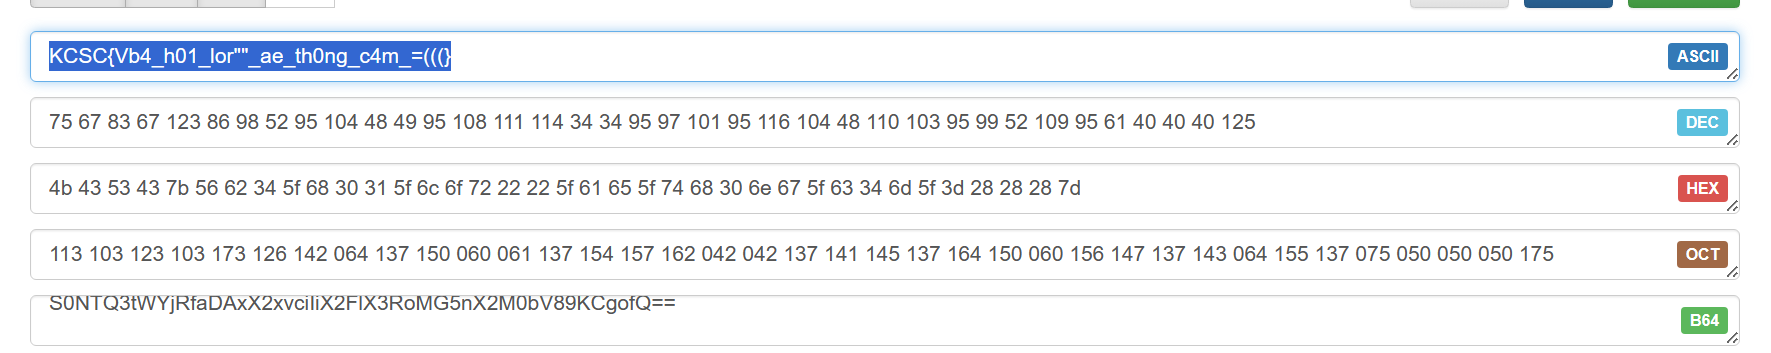 KCSC{Vb4_h01_lor""_ae_th0ng_c4m_=(((}
ASCII
75 67 83 67 123 86 98 52 95 104 48 49 95 108 111 114 34 34 95 97 101 95 116 104 48 110 103 95 99 52 109 95 61 40 40 40 125
DEC
4b 43 53 43 7b 56 62 34 5f 68 30 31 5f 6c 6f 72 22 22 5f 61 65 5f 74 68 30 6e 67 5f 63 34 6d 5f 3d 28 28 28 7d
HEX
113 103 123 103 173 126 142 064 137 150 060 061 137 154 157 162 042 042 137 141 145 137 164 150 060 156 147 137 143 064 155 137 075 050 050 050 175
OCT
S0NTQ3tWYjRfaDAxX2xvciIiX2FlX3RoMG5nX2M0bV89KCgofQ==
B64